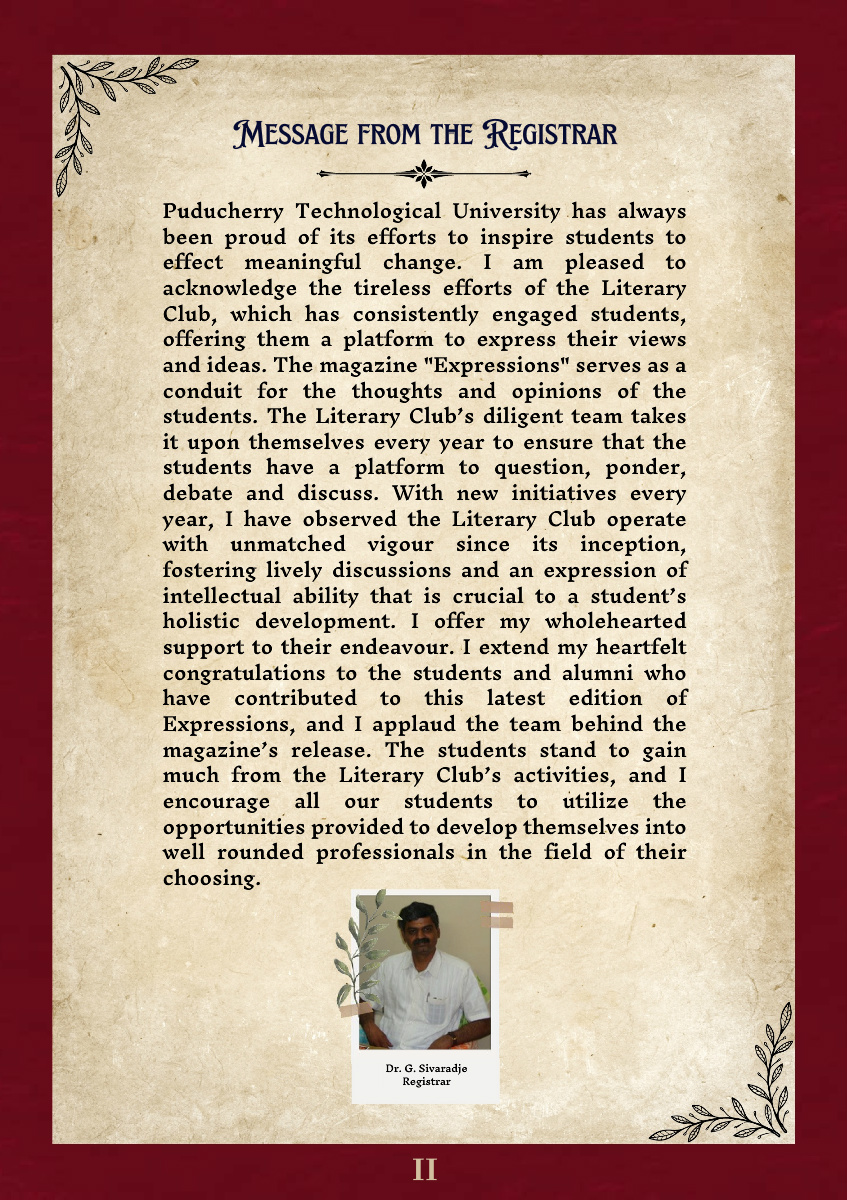 Message from the Registrar
Puducherry Technological University has always
been proud of its efforts to inspire students to
effect meaningful change. I am pleased to
acknowledge the tireless efforts of the Literary
Club, which has consistently engaged students,
offering them a platform to express their views
and ideas. The magazine "Expressions" serves as a
conduit for the thoughts and opinions of the
students. The Literary Club’s diligent team takes
it upon themselves every year to ensure that the
students have a platform to question, ponder,
debate and discuss. With new initiatives every
year, I have observed the Literary Club operate
with unmatched vigour since its inception,
fostering lively discussions and an expression of
intellectual ability that is crucial to a student’s
holistic development. I offer my wholehearted
support to their endeavour. I extend my heartfelt
congratulations to the students and alumni who
have contributed to this latest edition of
Expressions, and I applaud the team behind the
magazine’s release. The students stand to gain
much from the Literary Club’s activities, and I
encourage all our students to utilize the
opportunities provided to develop themselves into
well rounded professionals in the field of their
choosing.
Dr. G. Sivaradje
Registrar
II